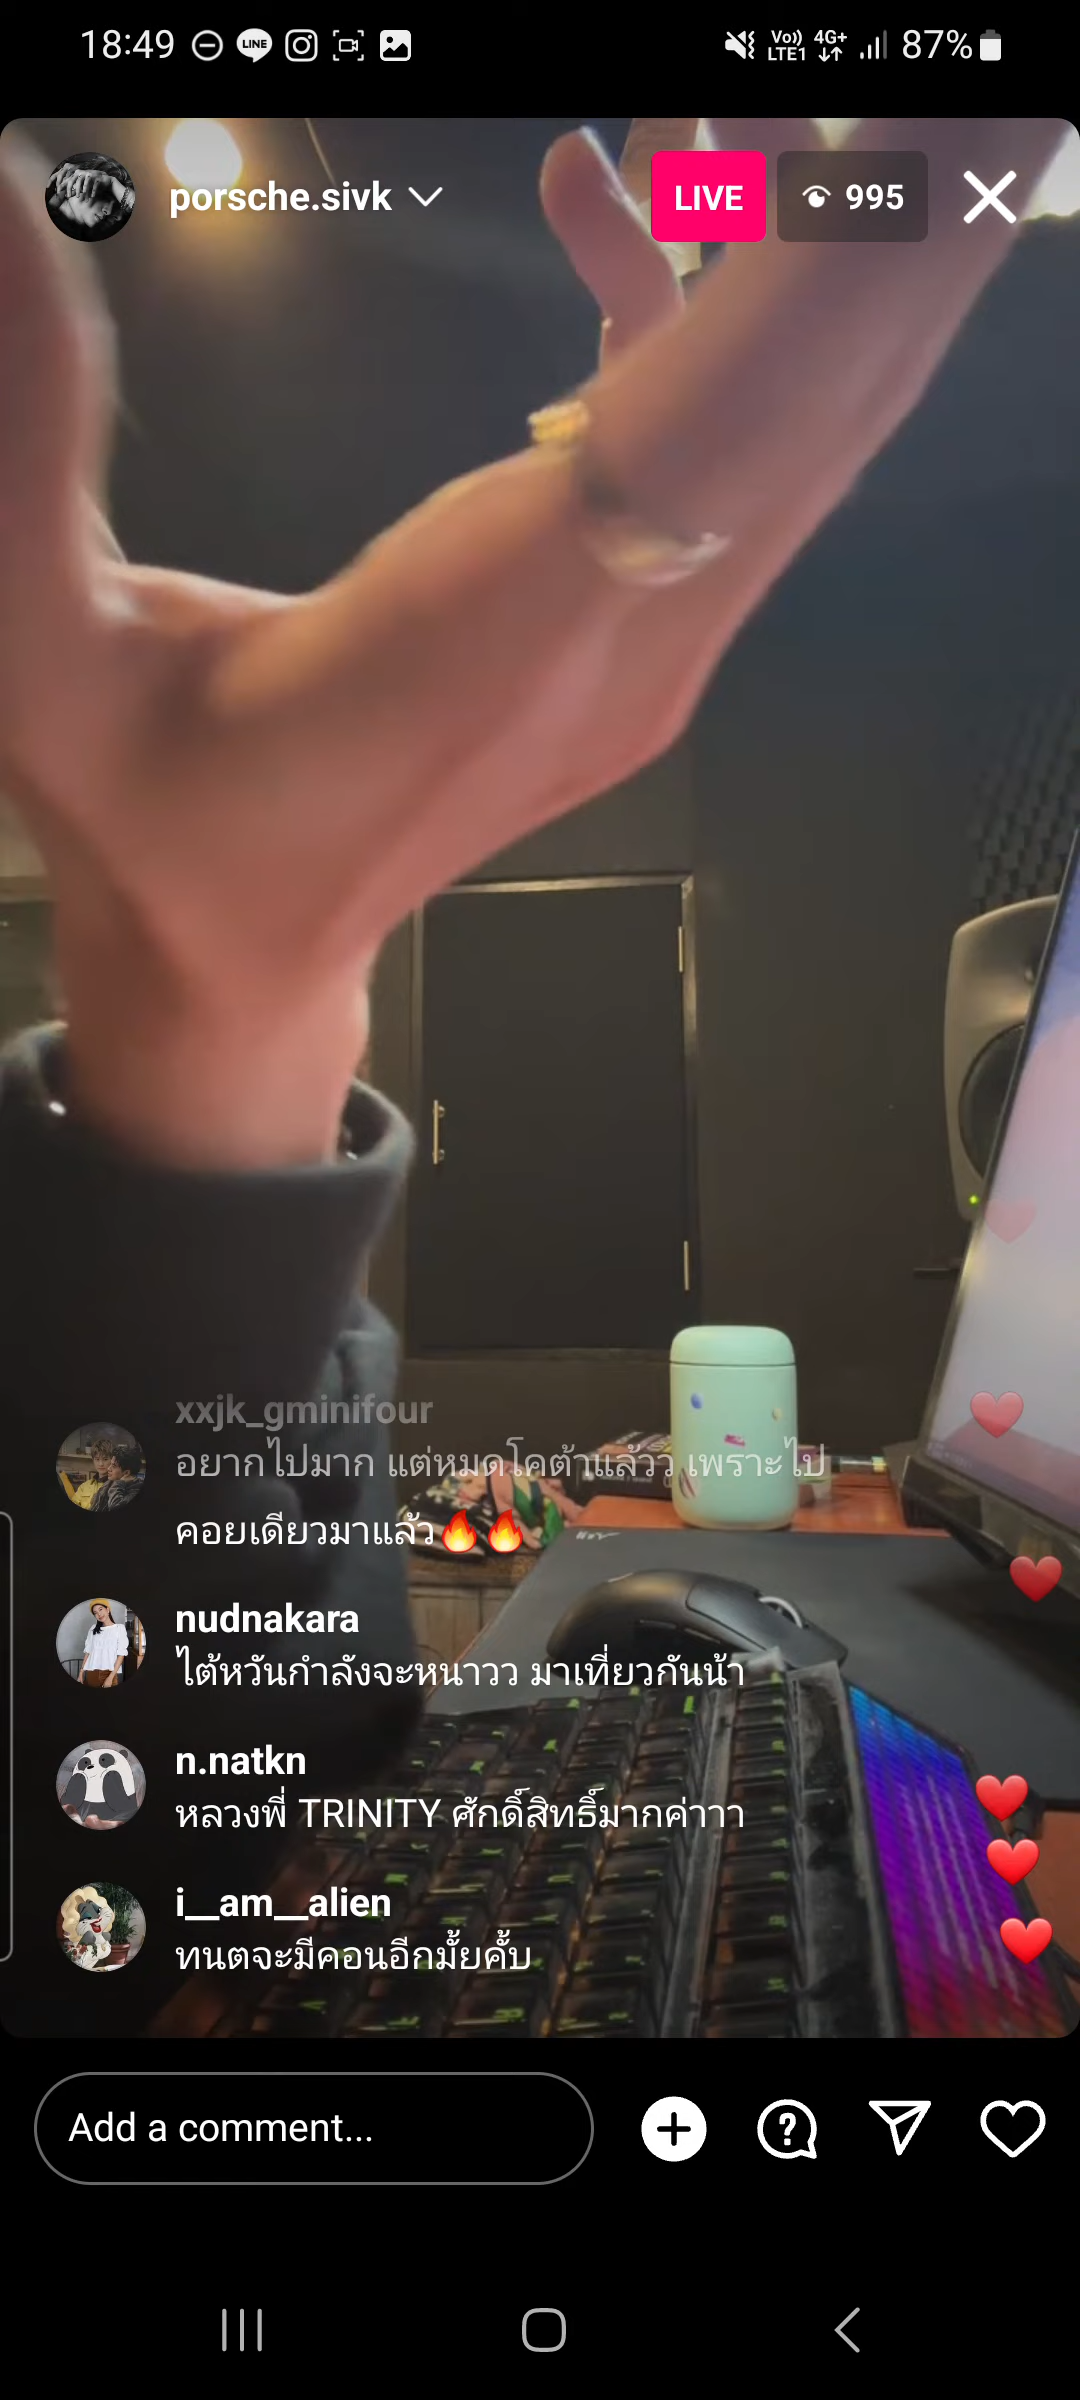 18:49
LINE
Vo)) LTE1 4G+ 87%
porsche.sivk
LIVE
995
xxjk_gminifour
อยากไปมาก แต่หมดโคต้าแล้วว เพราะไป
คอยเดียวมาแล้ว🔥🔥
nudnakara
ไต้หวันกำลังจะหนาวว มาเที่ยวกันน้า
n.natkn
หลวงพี่ TRINITY ศักดิ์สิทธิ์มากค่าาา
i__am__alien
ทนตจะมีคอนอีกมั้ยคั้บ
Add a comment...